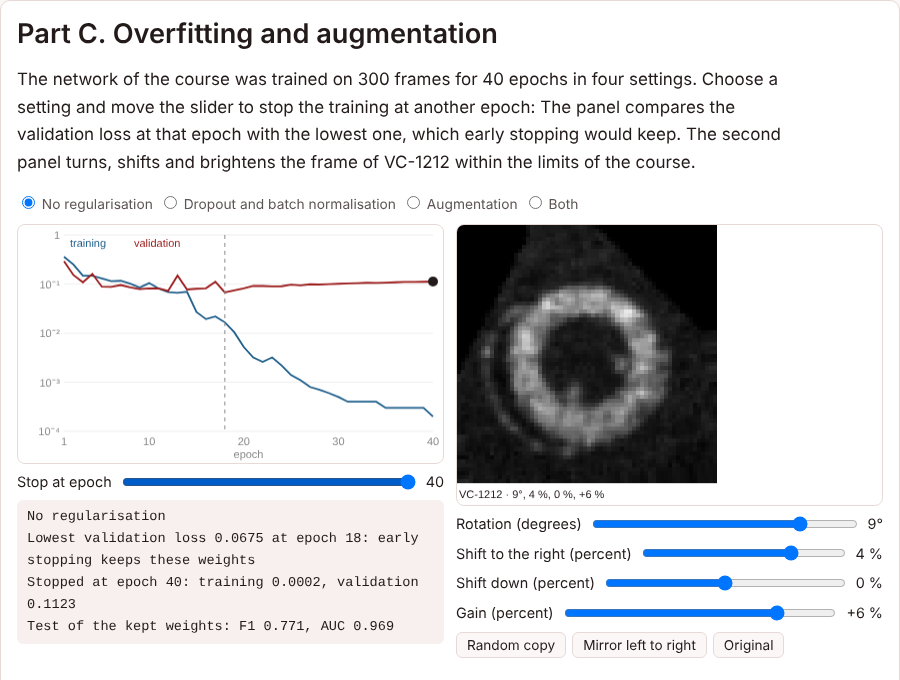 Part C. Overfitting and augmentation
The network of the course was trained on 300 frames for 40 epochs in four settings. Choose a
setting and move the slider to stop the training at another epoch: The panel compares the
validation loss at that epoch with the lowest one, which early stopping would keep. The second
panel turns, shifts and brightens the frame of VC-1212 within the limits of the course.
No regularisation Dropout and batch normalisation Augmentation Both
1
training validation
10⁻¹
10⁻²
10⁻³
10⁻⁴
1 10 20 30 40
epoch
Stop at epoch 40
No regularisation
Lowest validation loss 0.0675 at epoch 18: early
stopping keeps these weights
Stopped at epoch 40: training 0.0002, validation
0.1123
Test of the kept weights: F1 0.771, AUC 0.969
VC-1212 · 9°, 4 %, 0 %, +6 %
Rotation (degrees) 9°
Shift to the right (percent) 4 %
Shift down (percent) 0 %
Gain (percent) +6 %
Random copy Mirror left to right Original